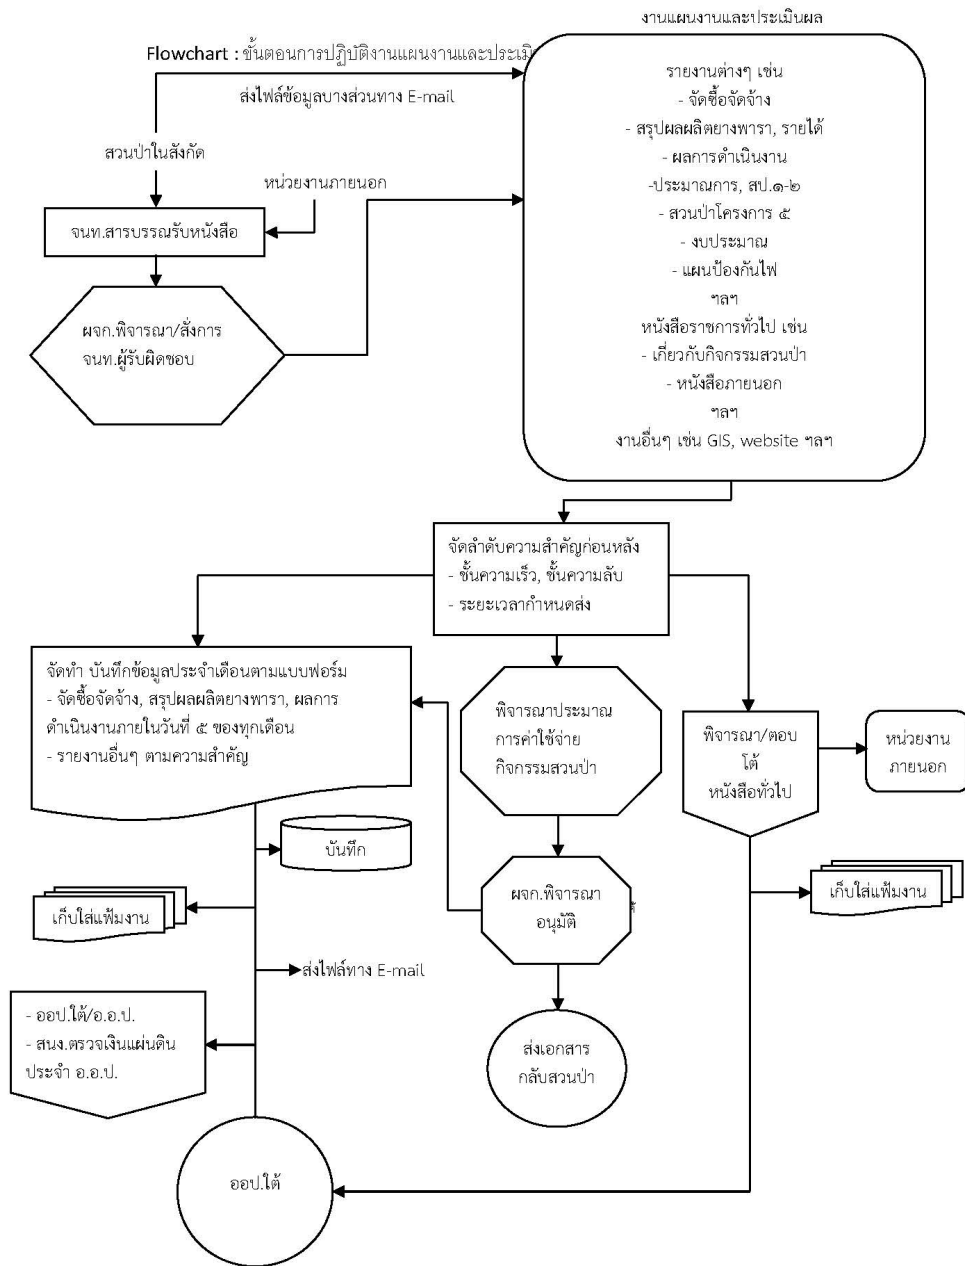 งานแผนงานและประเมินผล
Flowchart : ขั้นตอนการปฏิบัติงานแผนงานและประเมิน
ส่งไฟล์ข้อมูลบางส่วนทาง E-mail
สวนป่าในสังกัด
หน่วยงานภายนอก
จนท.สารบรรณรับหนังสือ
ผจก.พิจารณา/สั่งการ
จนท.ผู้รับผิดชอบ
รายงานต่างๆ เช่น
- จัดซื้อจัดจ้าง
- สรุปผลผลิตยางพารา, รายได้
- ผลการดำเนินงาน
-ประมาณการ, สป.๑-๒
- สวนป่าโครงการ ๕
- งบประมาณ
- แผนป้องกันไฟ
ฯลฯ
หนังสือราชการทั่วไป เช่น
- เกี่ยวกับกิจกรรมสวนป่า
- หนังสือภายนอก
ฯลฯ
งานอื่นๆ เช่น GIS, website ฯลฯ
จัดลำดับความสำคัญก่อนหลัง
- ชั้นความเร็ว, ชั้นความลับ
- ระยะเวลากำหนดส่ง
จัดทำ บันทึกข้อมูลประจำเดือนตามแบบฟอร์ม
- จัดซื้อจัดจ้าง, สรุปผลผลิตยางพารา, ผลการ
ดำเนินงานภายในวันที่ ๕ ของทุกเดือน
- รายงานอื่นๆ ตามความสำคัญ
พิจารณาประมาณ
การค่าใช้จ่าย
กิจกรรมสวนป่า
พิจารณา/ตอบ
โต้
หนังสือทั่วไป
หน่วยงาน
ภายนอก
บันทึก
เก็บใส่แฟ้มงาน
ผจก.พิจารณา
อนุมัติ
เก็บใส่แฟ้มงาน
ส่งไฟล์ทาง E-mail
- ออป.ใต้/อ.อ.ป.
- สนง.ตรวจเงินแผ่นดิน
ประจำ อ.อ.ป.
ส่งเอกสาร
กลับสวนป่า
ออป.ใต้